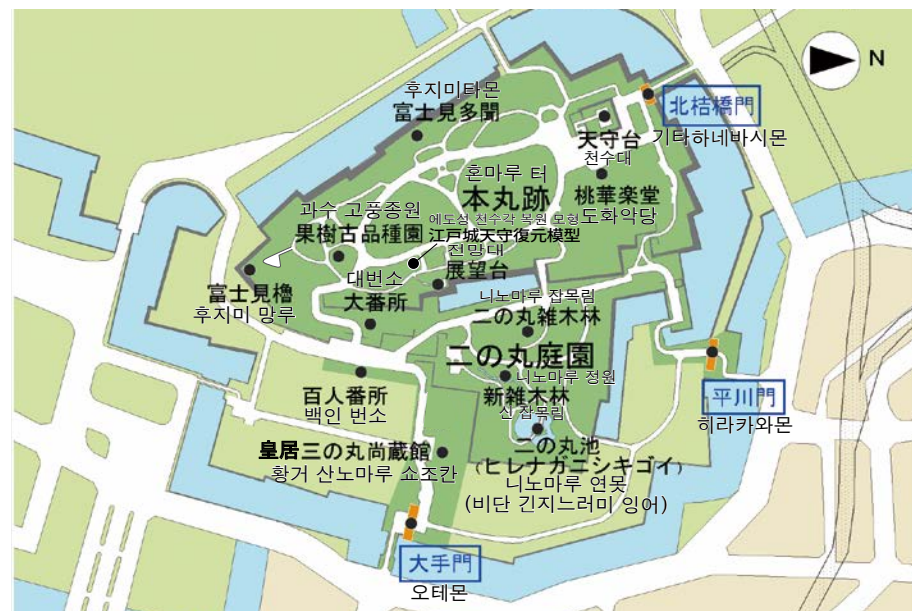 N
후지미타몬
富士見多聞
北桔橋門
기타하네바시몬
天守台
천수대
혼마루 터
本丸跡
桃華楽堂
도화악당
과수 고풍종원
果樹古品種園
에도성 천수각 복원 모형
江戸城天守復元模型
전망대
展望台
대번소
大番所
富士見櫓
후지미 망루
니노마루 잡목림
二の丸雑木林
二の丸庭園
니노마루 정원
新雑木林
신 잡목림
百人番所
백인 번소
平川門
히라카와몬
皇居三の丸尚蔵館
황거 산노마루 쇼조칸
二の丸池
(ヒレナガニシキゴイ)
니노마루 연못
(비단 긴지느러미 잉어)
大手門
오테몬